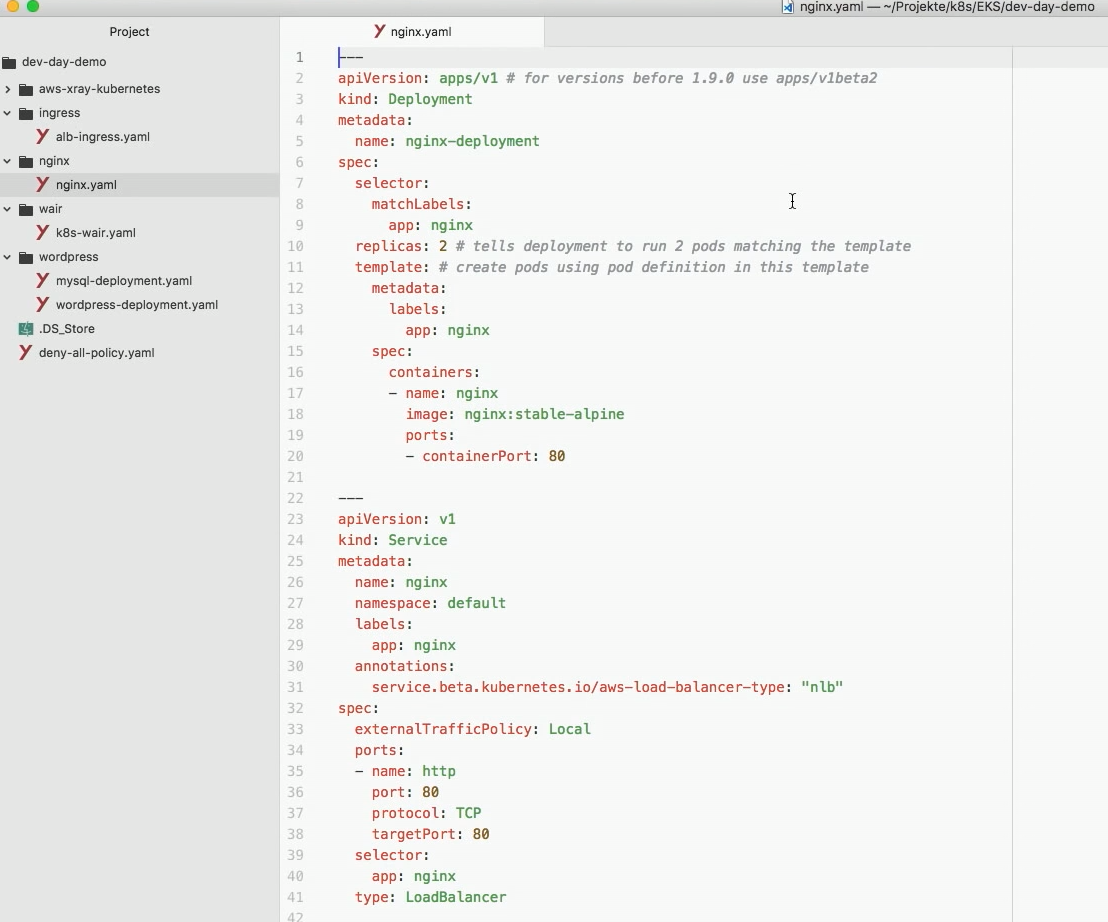 nginx.yaml — ~/Projekte/k8s/EKS/dev-day-demo
Project
dev-day-demo
aws-xray-kubernetes
ingress
alb-ingress.yaml
nginx
nginx.yaml
wair
k8s-wair.yaml
wordpress
mysql-deployment.yaml
wordpress-deployment.yaml
.DS_Store
deny-all-policy.yaml
nginx.yaml
1 ---
2 apiVersion: apps/v1 # for versions before 1.9.0 use apps/v1beta2
3 kind: Deployment
4 metadata:
5   name: nginx-deployment
6 spec:
7   selector:
8     matchLabels:
9       app: nginx
10   replicas: 2 # tells deployment to run 2 pods matching the template
11   template: # create pods using pod definition in this template
12     metadata:
13       labels:
14         app: nginx
15     spec:
16       containers:
17       - name: nginx
18         image: nginx:stable-alpine
19         ports:
20         - containerPort: 80
21
22 ---
23 apiVersion: v1
24 kind: Service
25 metadata:
26   name: nginx
27   namespace: default
28   labels:
29     app: nginx
30   annotations:
31     service.beta.kubernetes.io/aws-load-balancer-type: "nlb"
32 spec:
33   externalTrafficPolicy: Local
34   ports:
35   - name: http
36     port: 80
37     protocol: TCP
38     targetPort: 80
39   selector:
40     app: nginx
41   type: LoadBalancer
42